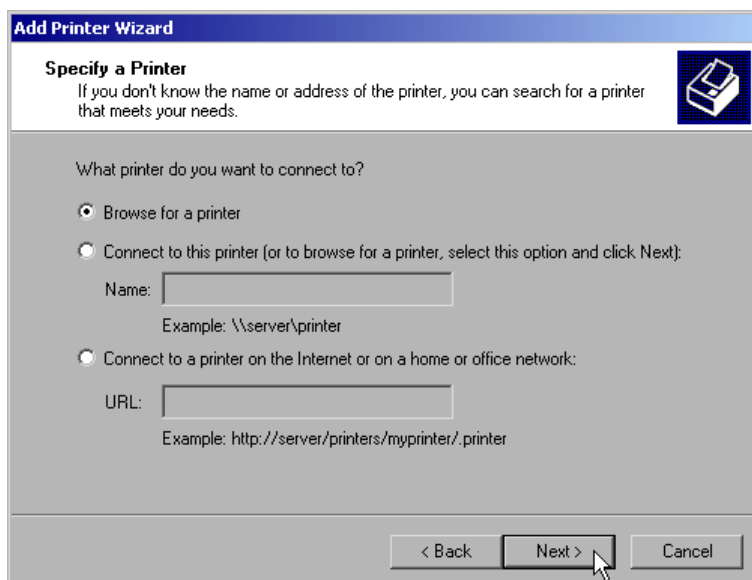 Add Printer Wizard
Specify a Printer
If you don't know the name or address of the printer, you can search for a printer
that meets your needs.
What printer do you want to connect to?
Browse for a printer
Connect to this printer (or to browse for a printer, select this option and click Next):
Name:
Example: \\server\printer
Connect to a printer on the Internet or on a home or office network:
URL:
Example: http://server/printers/myprinter/.printer
< Back Next > Cancel